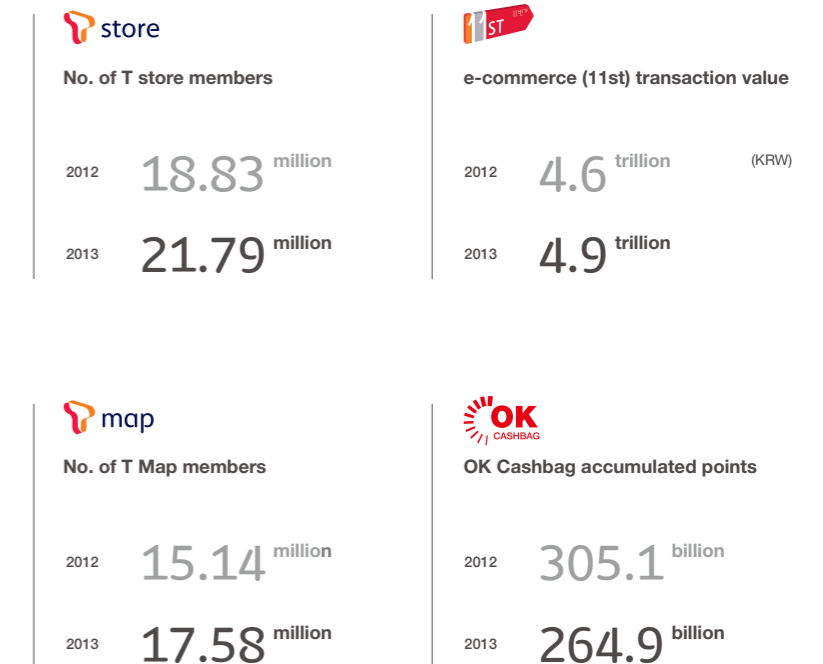 T store
No. of T store members
2012 18.83 million
2013 21.79 million
11ST
e-commerce (11st) transaction value
2012 4.6 trillion (KRW)
2013 4.9 trillion
T map
No. of T Map members
2012 15.14 million
2013 17.58 million
OK
CASHBAG
OK Cashbag accumulated points
2012 305.1 billion
2013 264.9 billion